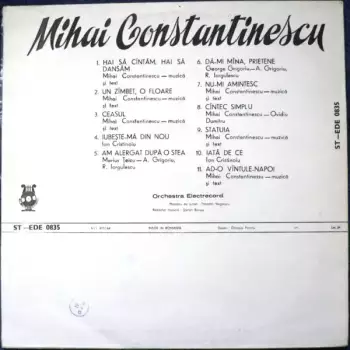 Mihai Constantinescu
1. HAI SĂ CÎNTĂM, HAI SĂ
DANSĂM
Mihai Constantinescu — muzică
și text
2. UN ZÎMBET, O FLOARE
Mihai Constantinescu — muzică
și text
3. CEASUL
Mihai Constantinescu — muzică
și text
4. IUBEȘTE-MĂ DIN NOU
Ion Cristinoiu
5. AM ALERGAT DUPĂ O STEA
Marius Țeicu — A. Grigoriu,
R. Iorgulescu
6. DĂ-MI MÎNA, PRIETENE
George Grigoriu — A. Grigoriu,
R. Iorgulescu
7. NU-MI AMINTESC
Mihai Constantinescu — muzică
și text
8. CÎNTEC SIMPLU
Mihai Constantinescu — Ovidiu
Dumitru
9. STATUIA
Mihai Constantinescu — muzică
și text
10. IATĂ DE CE
Ion Cristinoiu
11. AD-O VÎNTULE-NAPOI
Mihai Constantinescu — muzică
și text
Orchestra Electrecord
ST – EDE 0835
ST – EDE 0835
MADE IN ROMANIA